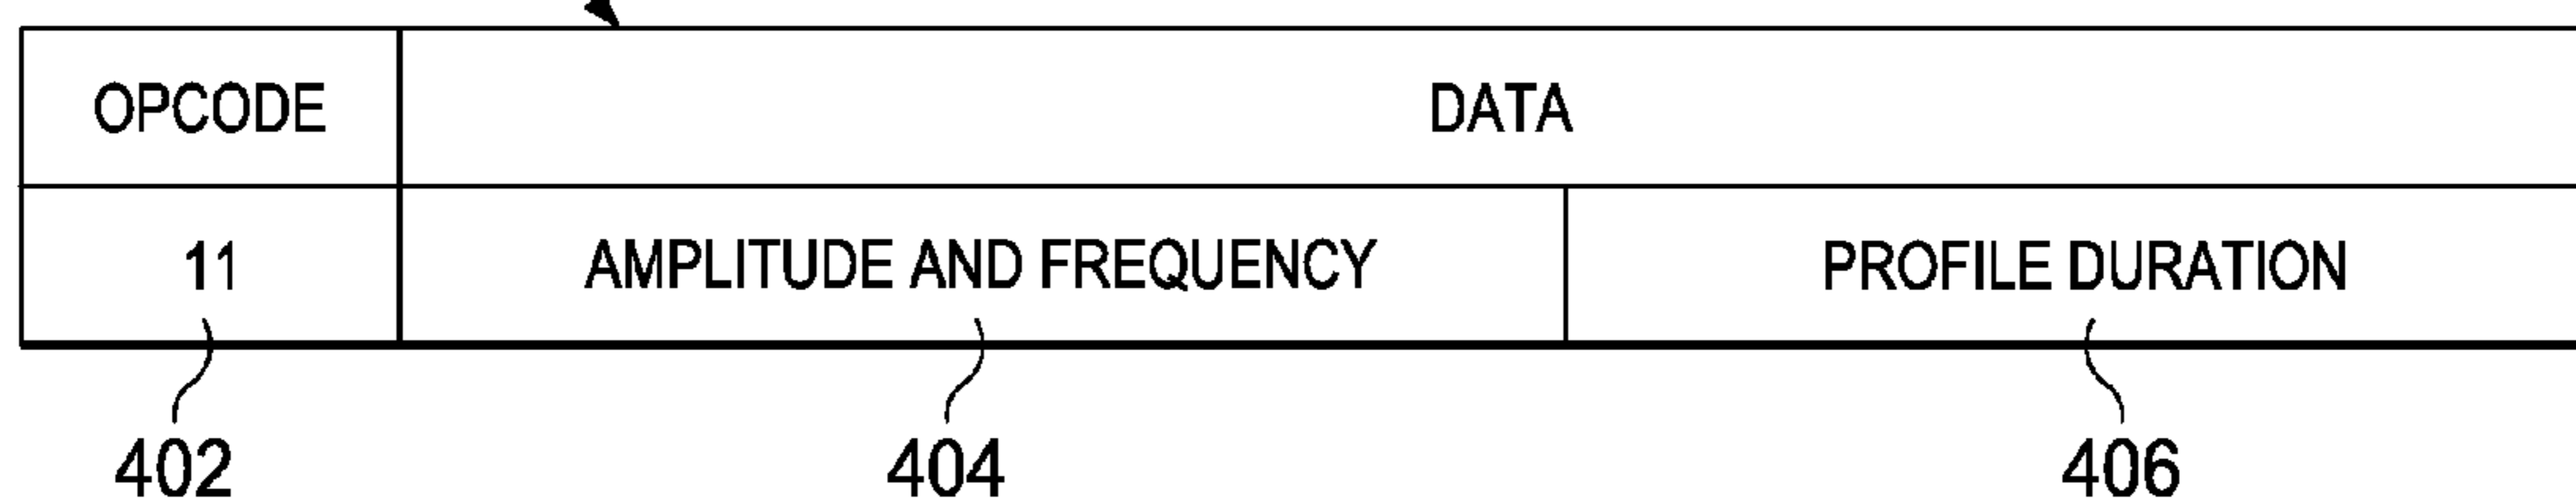 OPCODE DATA
11 AMPLITUDE AND FREQUENCY PROFILE DURATION
402 404 406